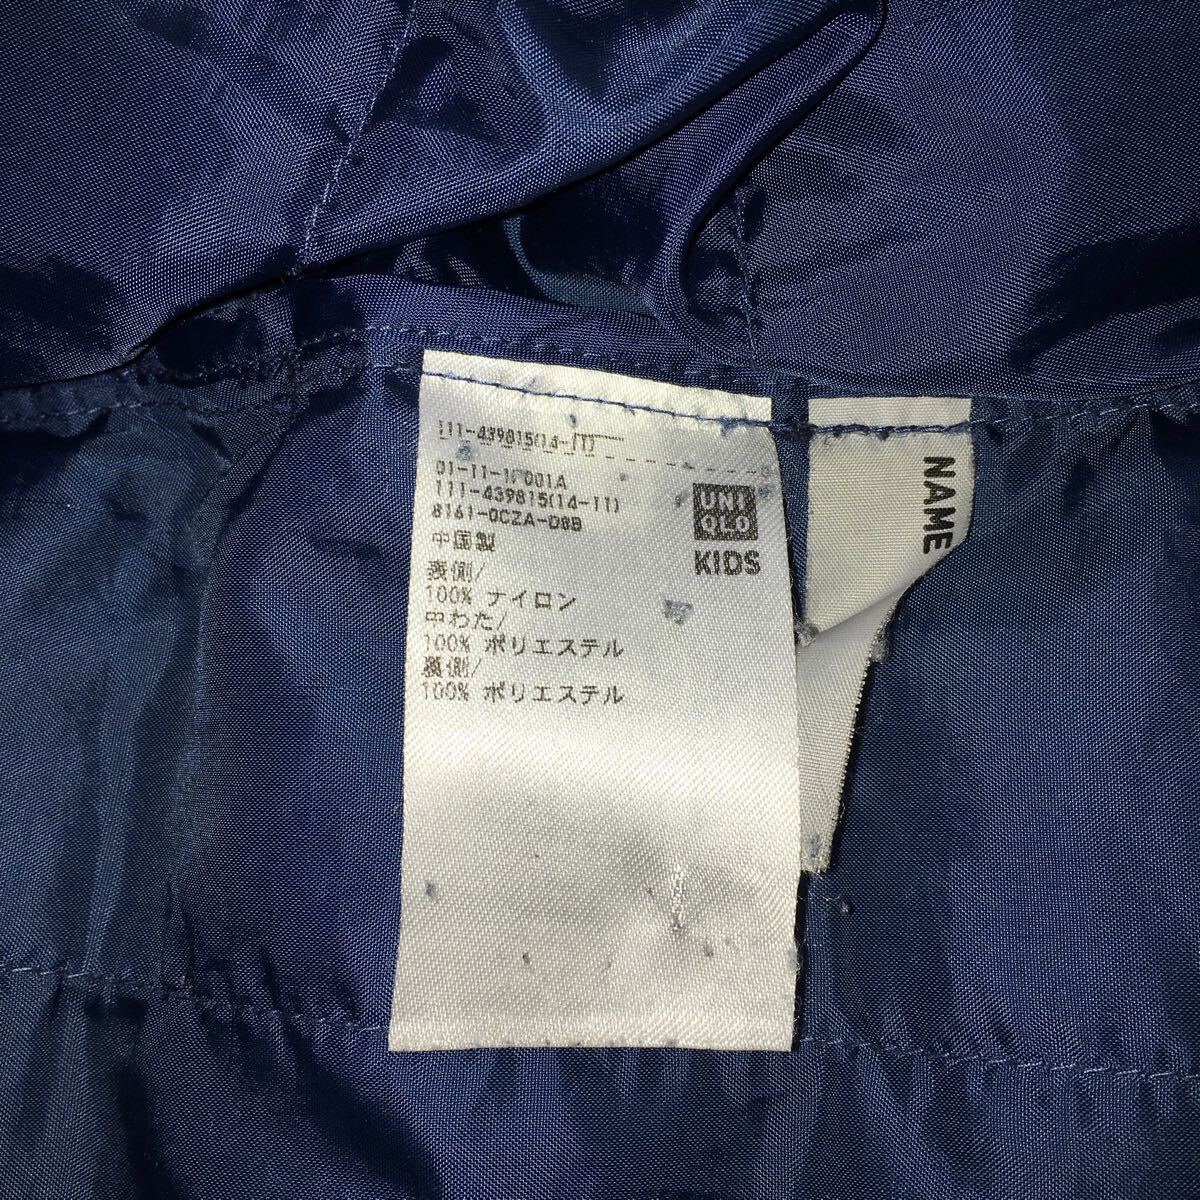 111-439815(14-11)
01-11-1P001A
111-439815(14-11)
8161-0CZA-D8B
中国製
表側/
100% ナイロン
中わた/
100% ポリエステル
裏側/
100% ポリエステル
UNI
QLO
KIDS
NAME